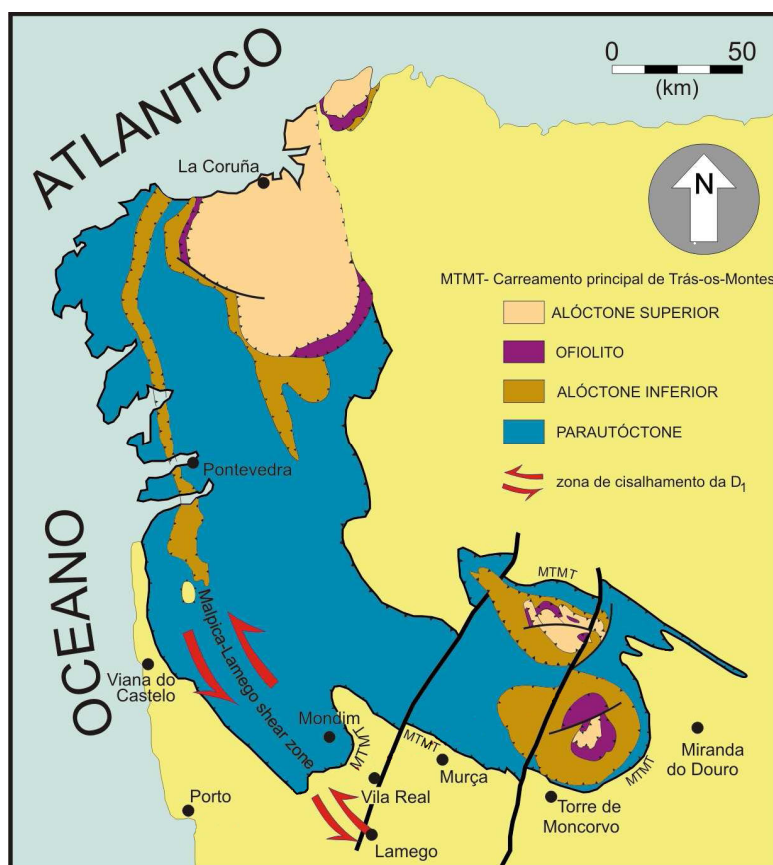 ATLANTICO
OCEANO
0 50
(km)
N
La Coruña
MTMT- Carreamento principal de Trás-os-Montes
ALÓCTONE SUPERIOR
OFIOLITO
ALÓCTONE INFERIOR
PARAUTÓCTONE
zona de cisalhamento da D1
Pontevedra
MTMT
Malpica-Lamego shear zone
Viana do
Castelo
Mondim
MTMT
MTMT
Murça
MTMT
Miranda
do Douro
Vila Real
Porto
Torre de
Moncorvo
Lamego